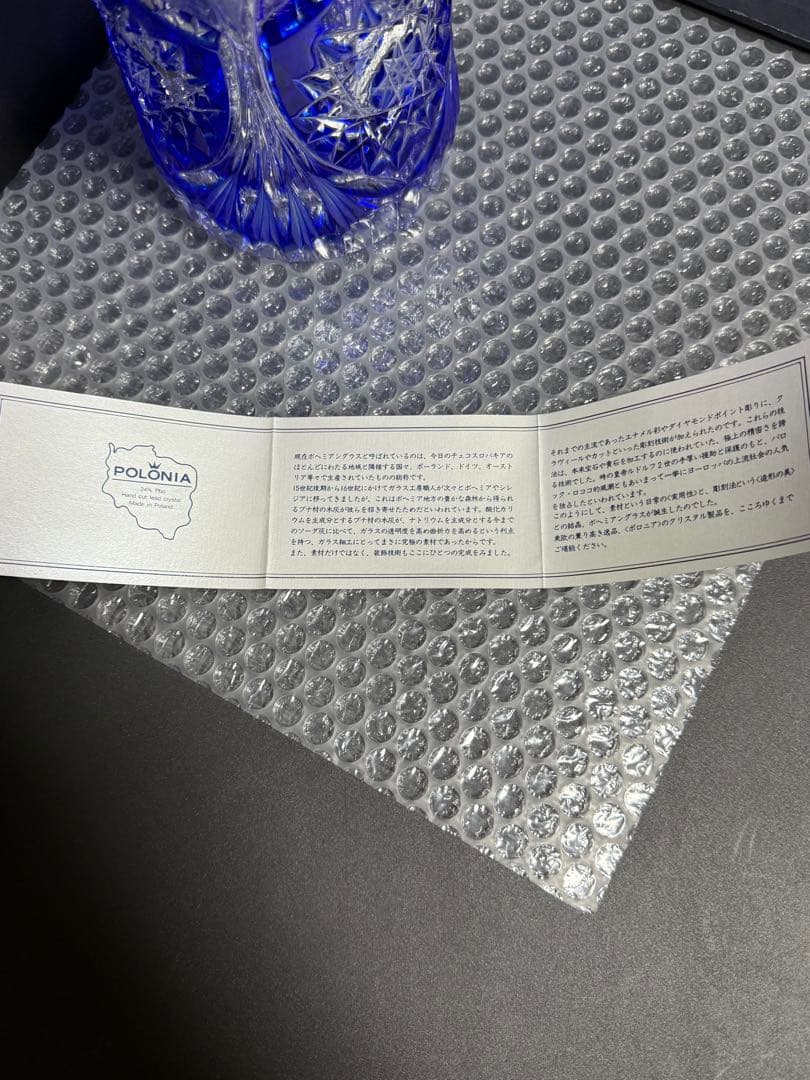 POLONIA
24% Pbo
Hand cut lead crystal
Made in Poland
現在ボヘミアングラスと呼ばれているのは、今日のチェコスロバキアの
ほとんどにわたる地域と隣接する国々、ポーランド、ドイツ、オースト
リア等々で生産されていたものの総称です。
15世紀後期から16世紀にかけてガラス工房職人が次々とボヘミアやシレ
ジアに移ってきましたが、これはボヘミア地方の豊かな森林から得られ
るブナ材の木灰が彼らを招き寄せたためだといわれています。酸化カリ
ウムを主成分とするブナ材の木灰が、ナトリウムを主成分とする今まで
のソーダ灰に比べて、ガラスの透明度を高め曲折力を高めるという利点
を持つ、ガラス細工にとってまさに究極の素材であったからです。
また、素材だけではなく、装飾技術もここにひとつの完成をみました。
それまでの主流であったエナメル彩やダイヤモンドポイント彫りに、グ
ラヴィールやカットといった彫刻技術が加えられたのです。これらの技
法は、本来宝石や貴石を加工するのに使われていた、極上の精密さを誇
る技術でした。時の皇帝ルドルフ2世の手厚い援助と保護のもと、バロ
ック・ロココ的風潮ともあいまって一挙にヨーロッパの上流社会の人気
を独占したといわれています。
このようにして、素材という日常の〈実用性〉と、彫刻法という〈造形の美〉
との結晶、ボヘミアングラスが誕生したのでした。
東欧の薫り高き逸品、〈ポロニア〉のクリスタル製品を、こころゆくまで
ご堪能ください。